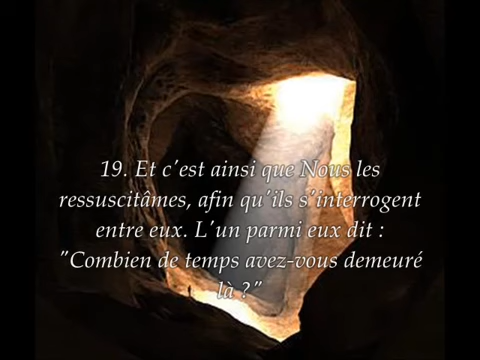 19. Et c'est ainsi que Nous les
ressuscitâmes, afin qu'ils s'interrogent
entre eux. L'un parmi eux dit :
"Combien de temps avez-vous demeuré
là ?"